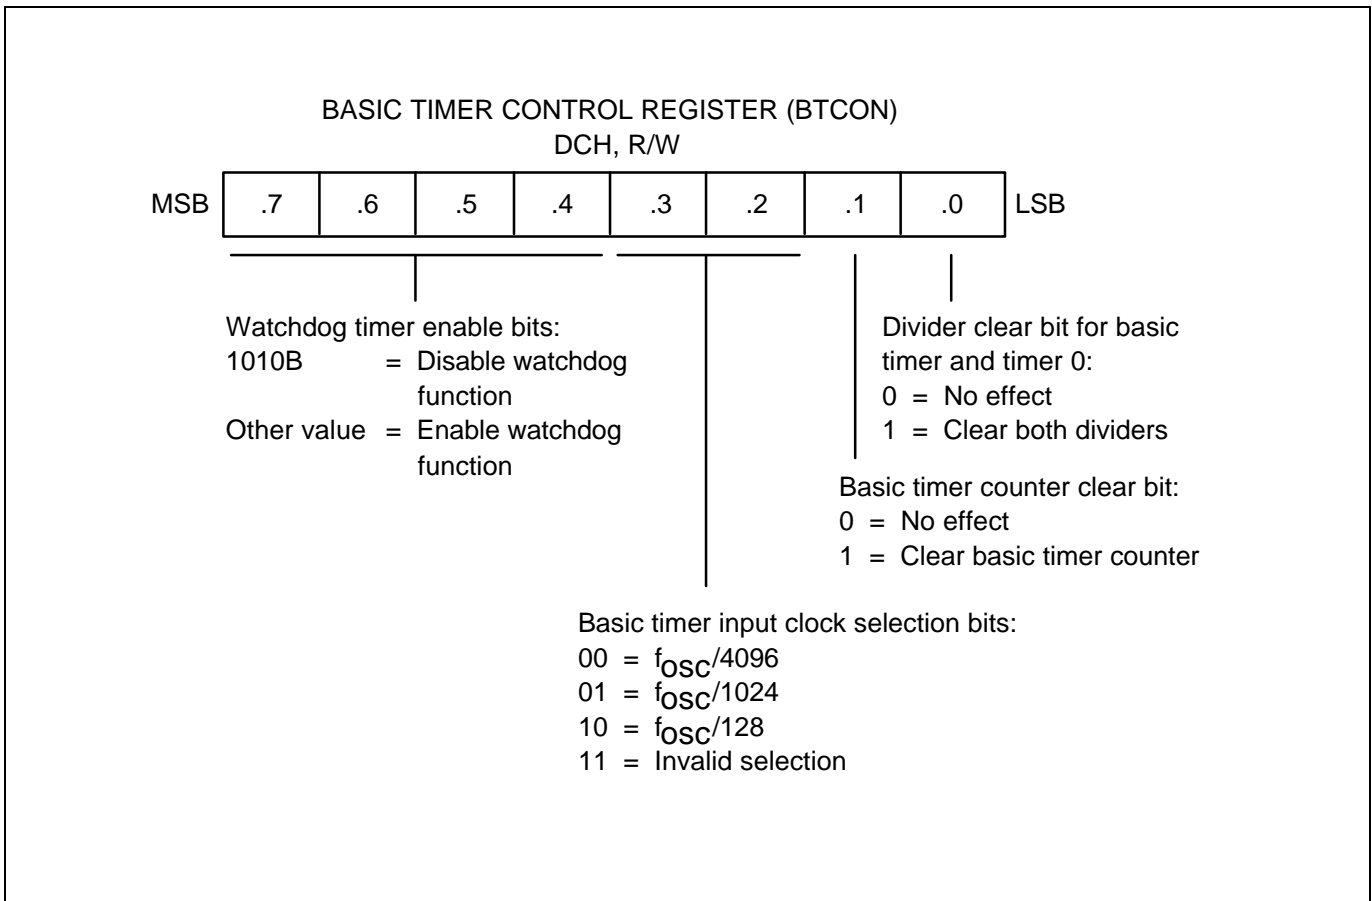 BASIC TIMER CONTROL REGISTER (BTCON)
DCH, R/W
MSB .7 .6 .5 .4 .3 .2 .1 .0 LSB
Watchdog timer enable bits:
1010B = Disable watchdog
function
Other value = Enable watchdog
function
Divider clear bit for basic
timer and timer 0:
0 = No effect
1 = Clear both dividers
Basic timer counter clear bit:
0 = No effect
1 = Clear basic timer counter
Basic timer input clock selection bits:
00 = fosc/4096
01 = fosc/1024
10 = fosc/128
11 = Invalid selection